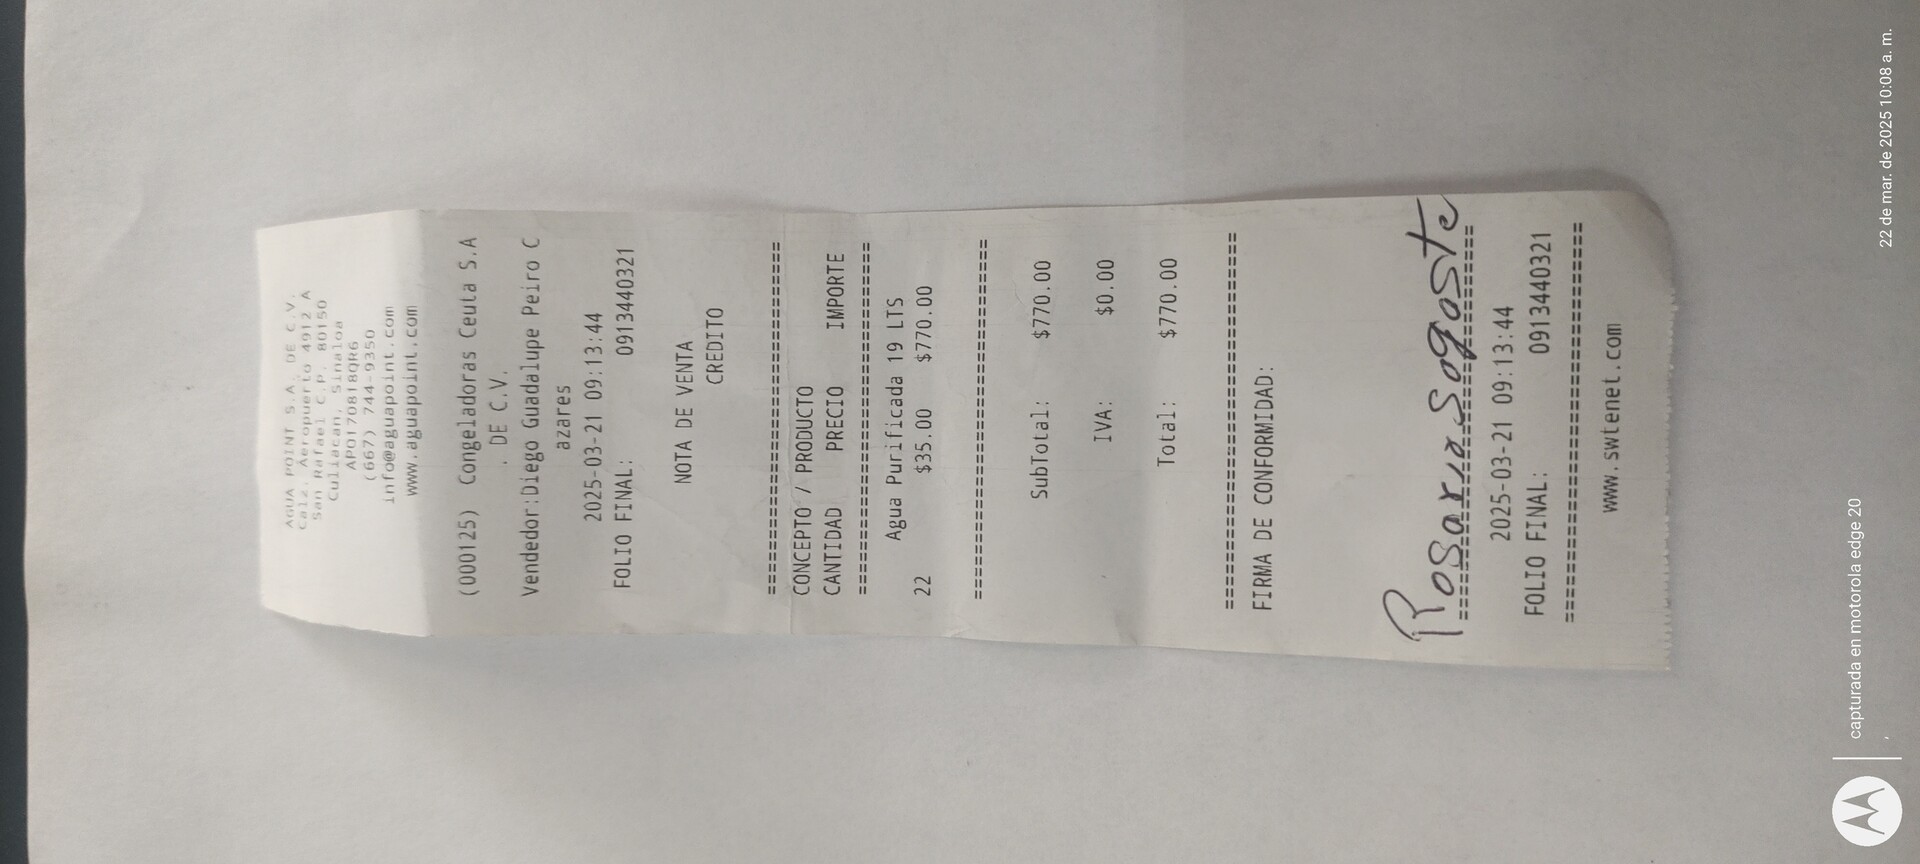 AGUA POINT S.A. DE C.V.
Calz. Aeropuerto 4912 A
San Rafael C.P. 80150
Culiacan, Sinaloa
APO170818QR6
(667) 744-9350
info@aguapoint.com
www.aguapoint.com
(000125) Congeladoras Ceuta S.A
. DE C.V.
Vendedor:Diego Guadalupe Peiro C
azares
2025-03-21 09:13:44
FOLIO FINAL: 0913440321
NOTA DE VENTA
CREDITO
================================
CONCEPTO / PRODUCTO
CANTIDAD PRECIO IMPORTE
================================
Agua Purificada 19 LTS
22 $35.00 $770.00
================================
SubTotal: $770.00
IVA: $0.00
Total: $770.00
================================
FIRMA DE CONFORMIDAD:
Rosario Sogoste
================================
2025-03-21 09:13:44
FOLIO FINAL: 0913440321
================================
www.swtenet.com
capturada en motorola edge 20
22 de mar. de 2025 10:08 a. m.